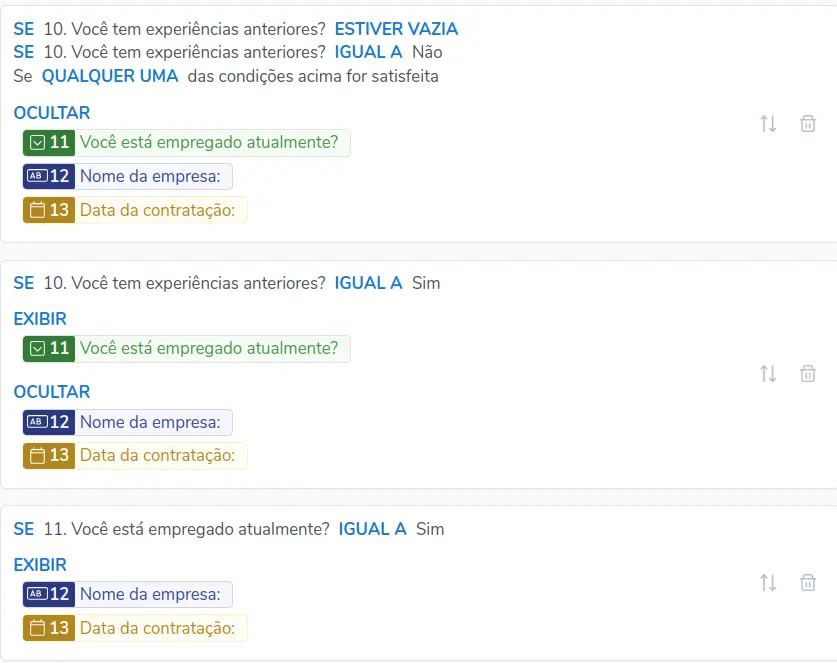 SE 10. Você tem experiências anteriores? ESTIVER VAZIA
SE 10. Você tem experiências anteriores? IGUAL A Não
Se QUALQUER UMA das condições acima for satisfeita
OCULTAR
11 Você está empregado atualmente?
AB 12 Nome da empresa:
13 Data da contratação:
SE 10. Você tem experiências anteriores? IGUAL A Sim
EXIBIR
11 Você está empregado atualmente?
OCULTAR
AB 12 Nome da empresa:
13 Data da contratação:
SE 11. Você está empregado atualmente? IGUAL A Sim
EXIBIR
AB 12 Nome da empresa:
13 Data da contratação: